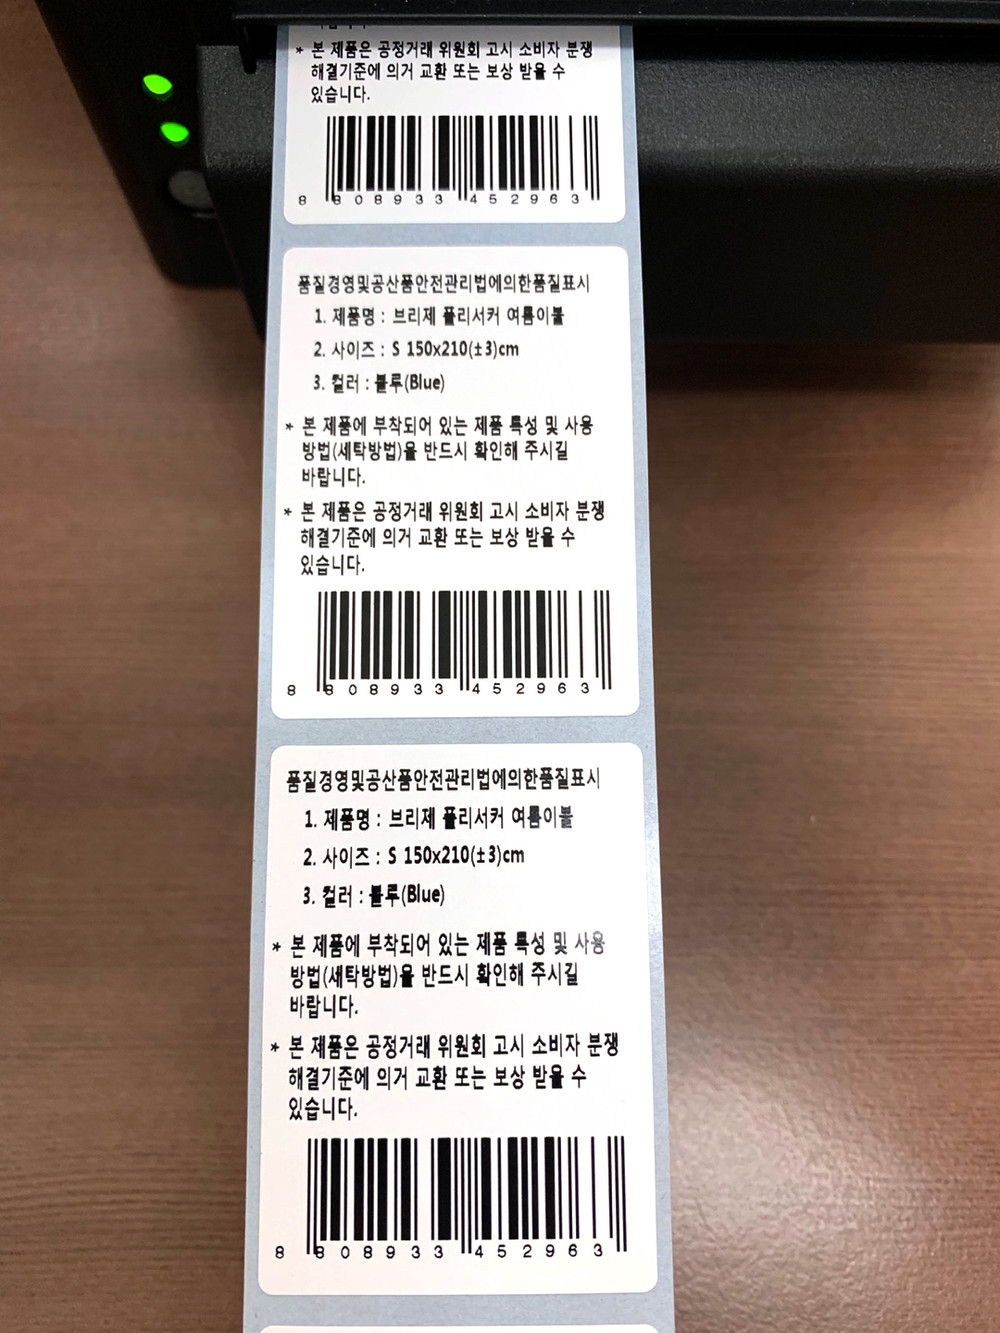 * 본 제품은 공정거래 위원회 고시 소비자 분쟁
해결기준에 의거 교환 또는 보상 받을 수
있습니다.
8 808933 452963
품질경영및공산품안전관리법에의한품질표시
1. 제품명 : 브리제 플리서커 여름이불
2. 사이즈 : S 150x210(±3)cm
3. 컬러 : 블루(Blue)
* 본 제품에 부착되어 있는 제품 특성 및 사용
방법(세탁방법)을 반드시 확인해 주시길
바랍니다.
* 본 제품은 공정거래 위원회 고시 소비자 분쟁
해결기준에 의거 교환 또는 보상 받을 수
있습니다.
8 808933 452963
품질경영및공산품안전관리법에의한품질표시
1. 제품명 : 브리제 플리서커 여름이불
2. 사이즈 : S 150x210(±3)cm
3. 컬러 : 블루(Blue)
* 본 제품에 부착되어 있는 제품 특성 및 사용
방법(세탁방법)을 반드시 확인해 주시길
바랍니다.
* 본 제품은 공정거래 위원회 고시 소비자 분쟁
해결기준에 의거 교환 또는 보상 받을 수
있습니다.
8 808933 452963